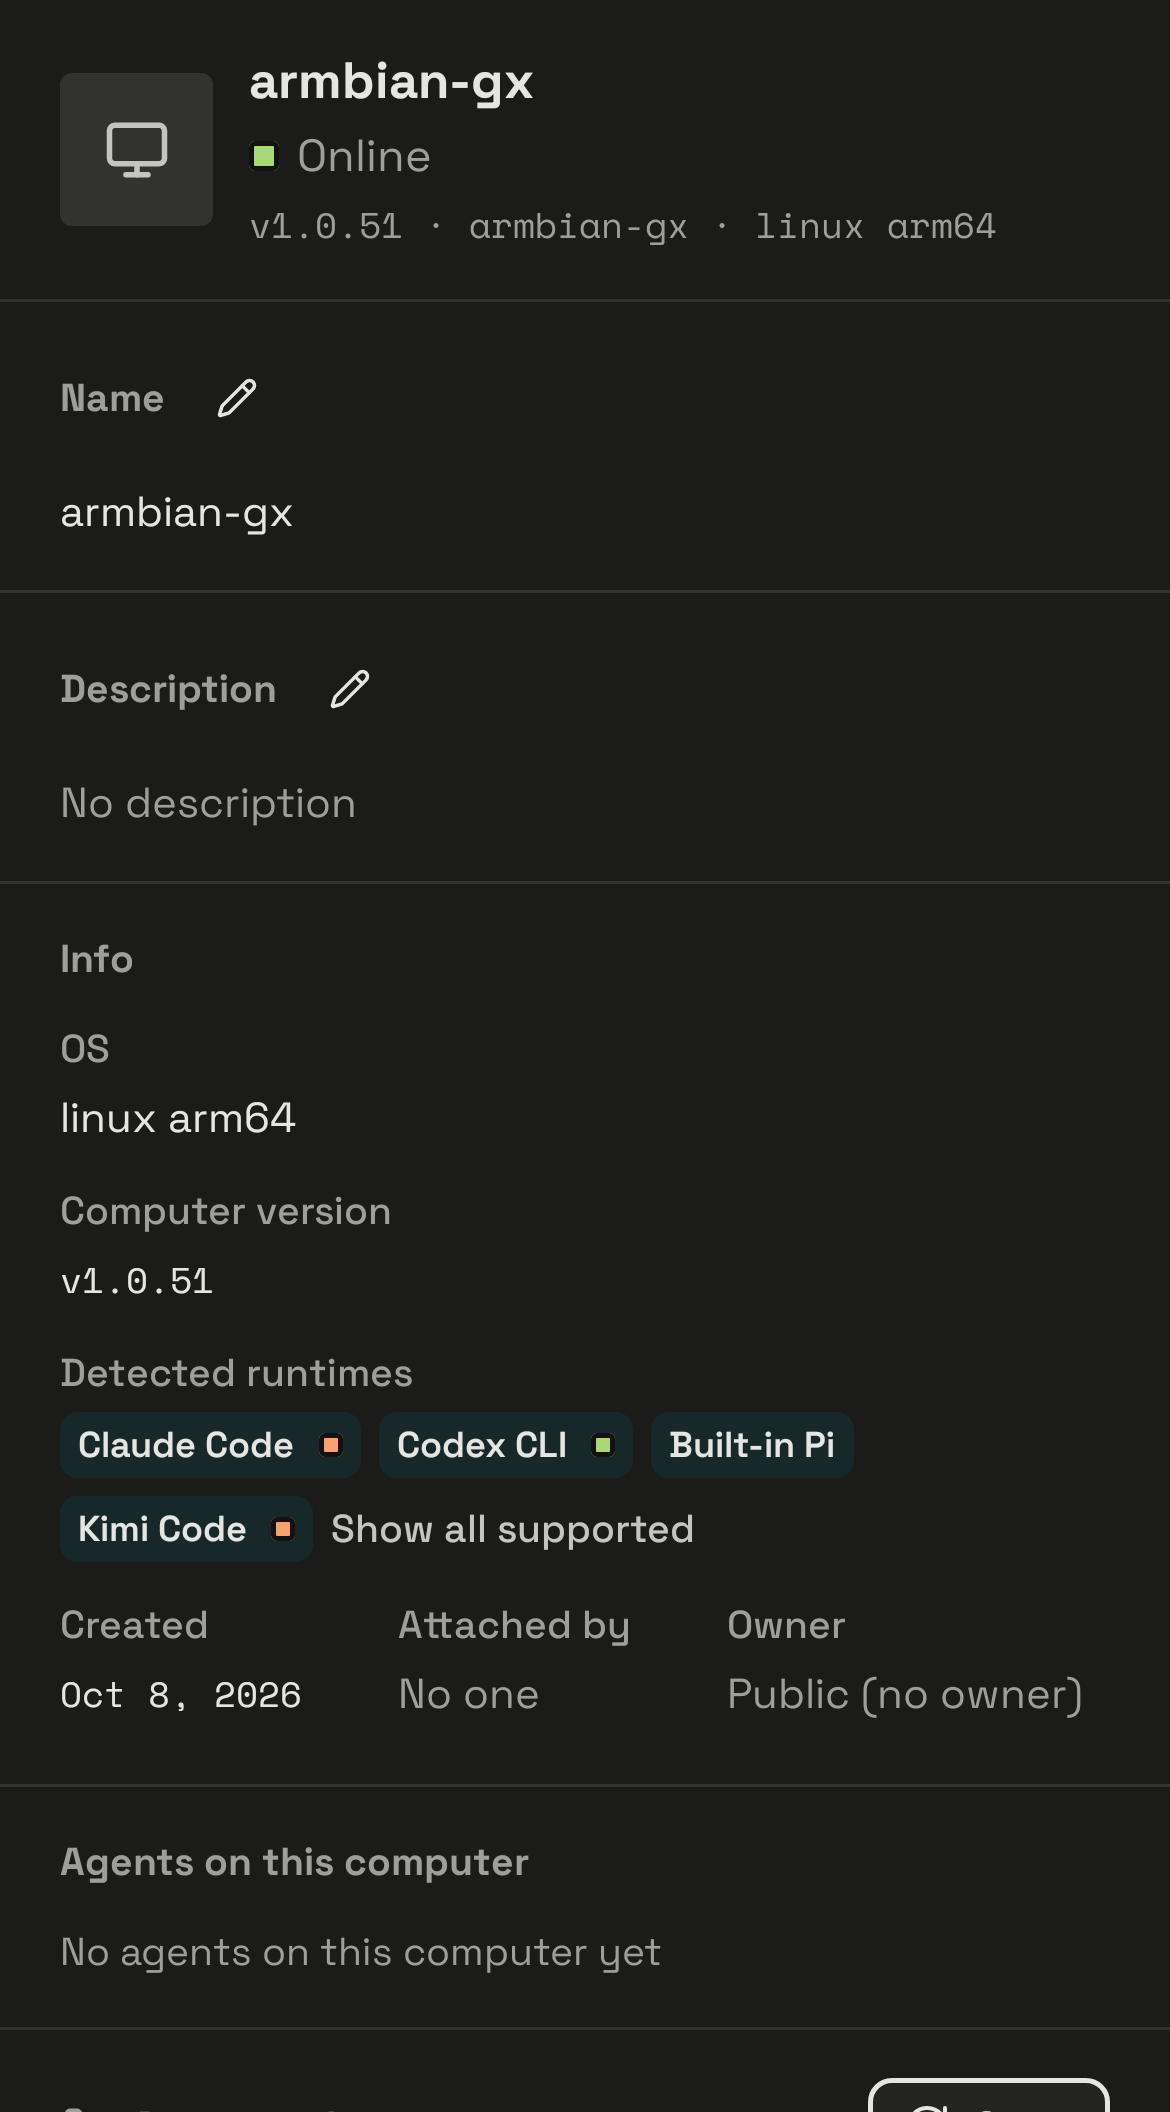 armbian-gx
Online
v1.0.51 · armbian-gx · linux arm64
Name
armbian-gx
Description
No description
Info
OS
linux arm64
Computer version
v1.0.51
Detected runtimes
Claude Code Codex CLI Built-in Pi
Kimi Code Show all supported
Created Attached by Owner
Oct 8, 2026 No one Public (no owner)
Agents on this computer
No agents on this computer yet